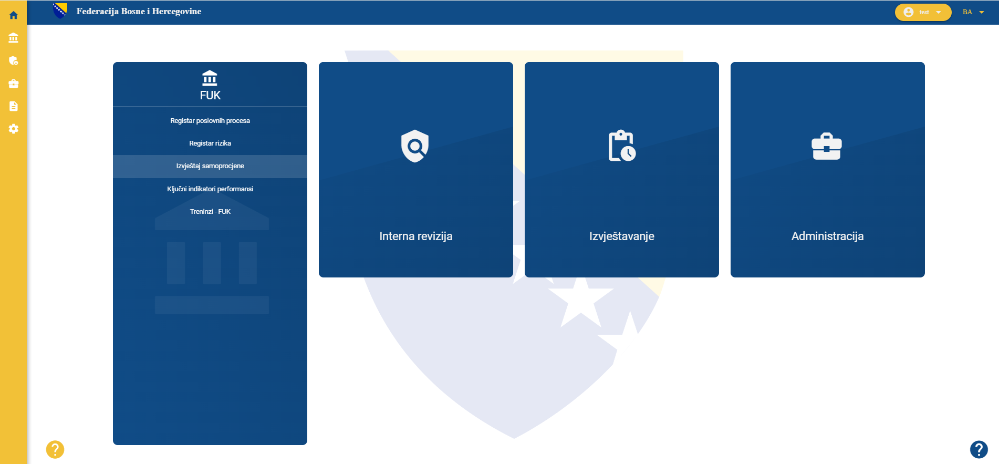 Federacija Bosne i Hercegovine
test
BA
FUK
Registar poslovnih procesa
Registar rizika
Izvještaj samoprocjene
Ključni indikatori performansi
Treninzi - FUK
Interna revizija
Izvještavanje
Administracija